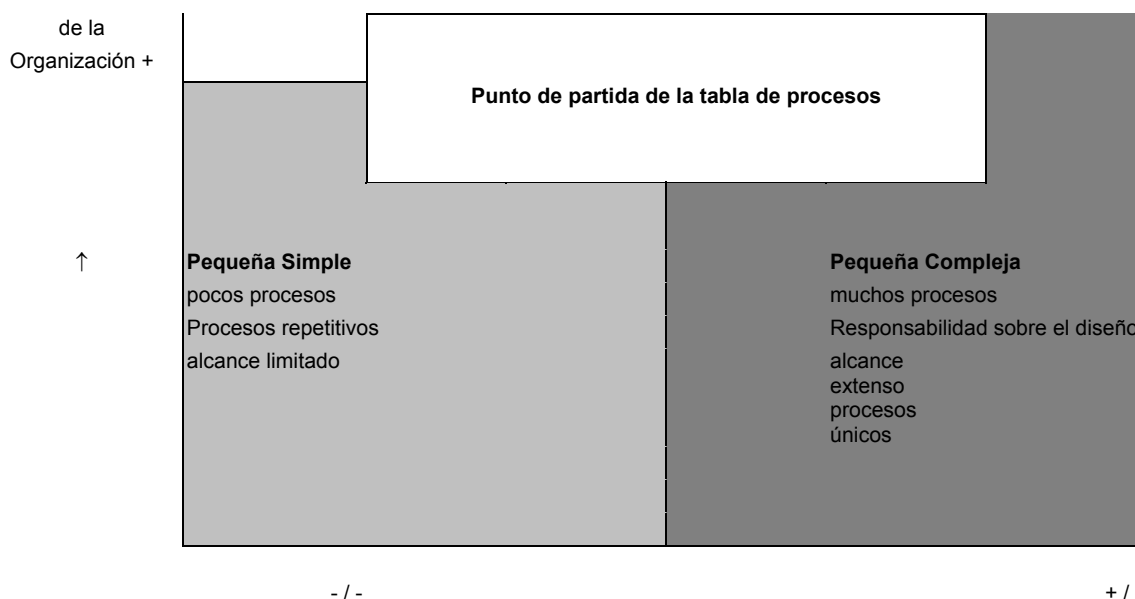 de la
Organización +
Punto de partida de la tabla de procesos
↑
Pequeña Simple
pocos procesos
Procesos repetitivos
alcance limitado
Pequeña Compleja
muchos procesos
Responsabilidad sobre el diseño
alcance
extenso
procesos
únicos
- / -
+ /